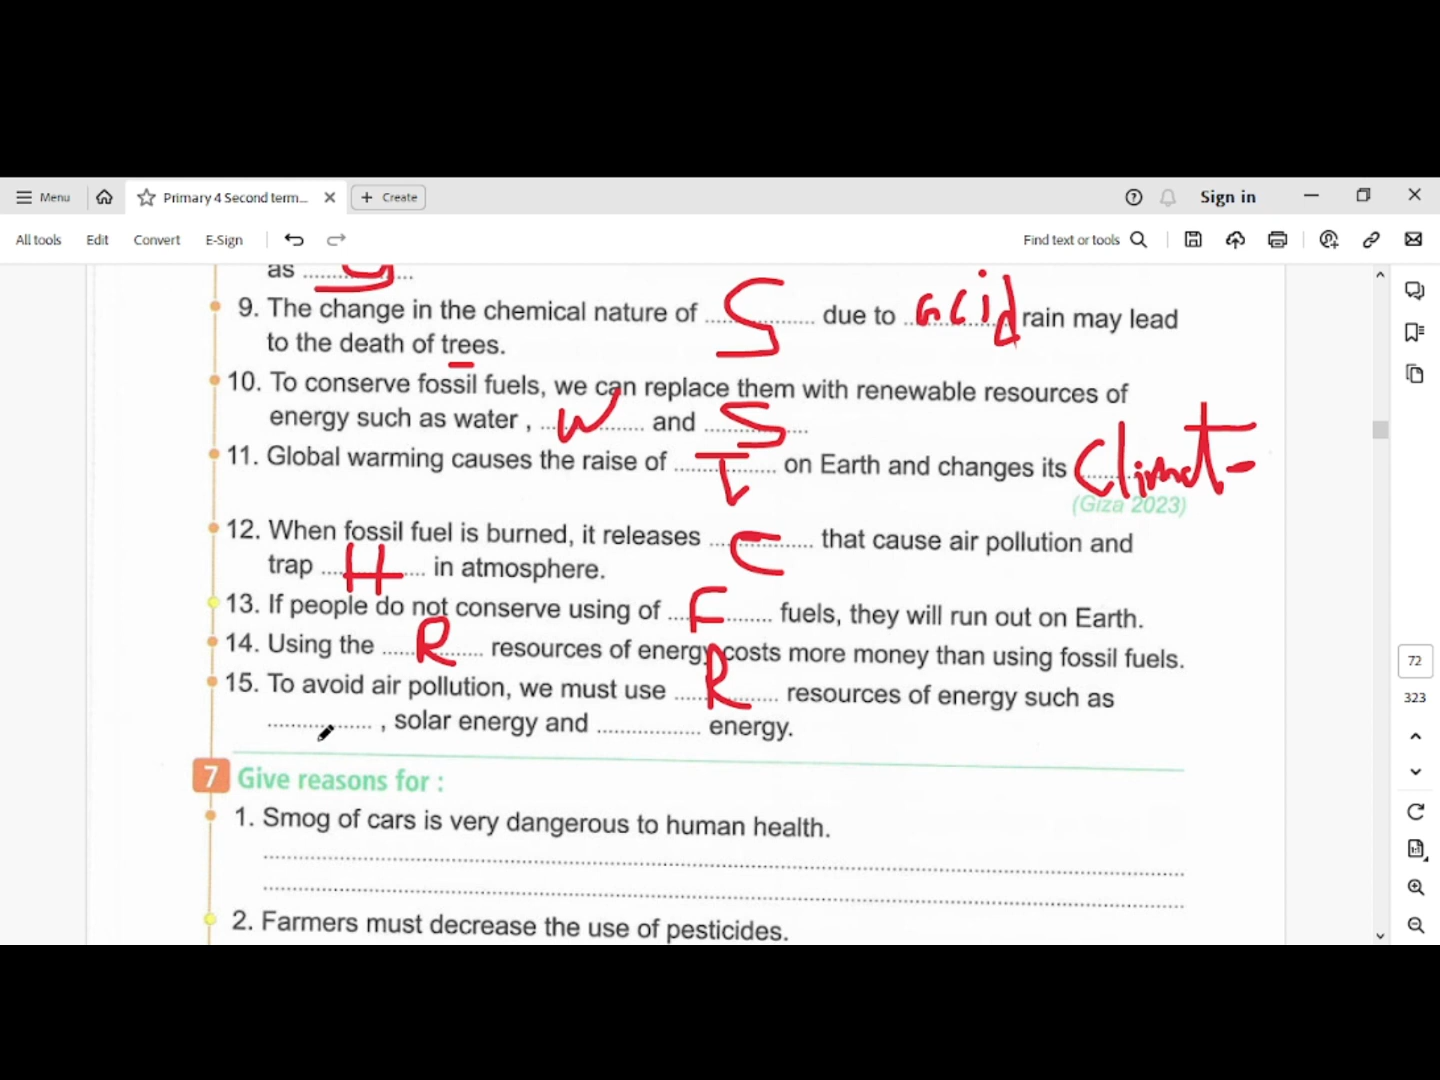 Menu
Primary 4 Second term...
Create
Sign in
All tools
Edit
Convert
E-Sign
Find text or tools
as ..................
9. The change in the chemical nature of .......S....... due to ..acid.. rain may lead
to the death of trees.
10. To conserve fossil fuels, we can replace them with renewable resources of
energy such as water , .....W..... and .....S.....
11. Global warming causes the raise of .....T..... on Earth and changes its Climat
(Giza 2023)
12. When fossil fuel is burned, it releases .....C..... that cause air pollution and
trap .....H..... in atmosphere.
13. If people do not conserve using of .....F..... fuels, they will run out on Earth.
14. Using the .....R..... resources of energy costs more money than using fossil fuels.
15. To avoid air pollution, we must use .....R..... resources of energy such as
.................. , solar energy and .................. energy.
7 Give reasons for :
1. Smog of cars is very dangerous to human health.
2. Farmers must decrease the use of pesticides.
72
323